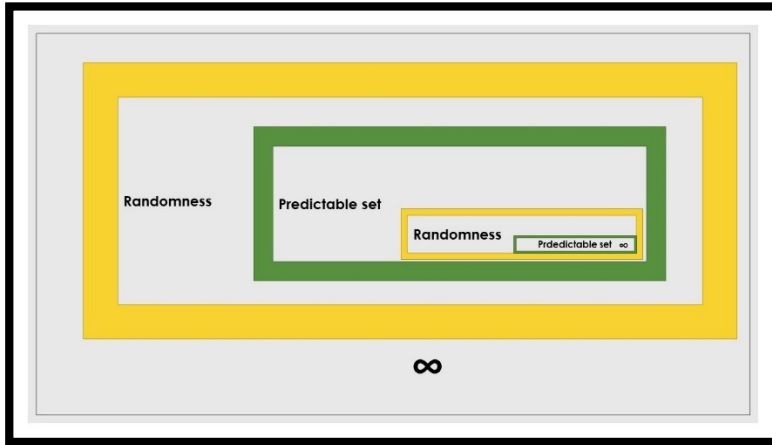 Randomness
Predictable set
Randomness
Prdedictable set ∞
∞